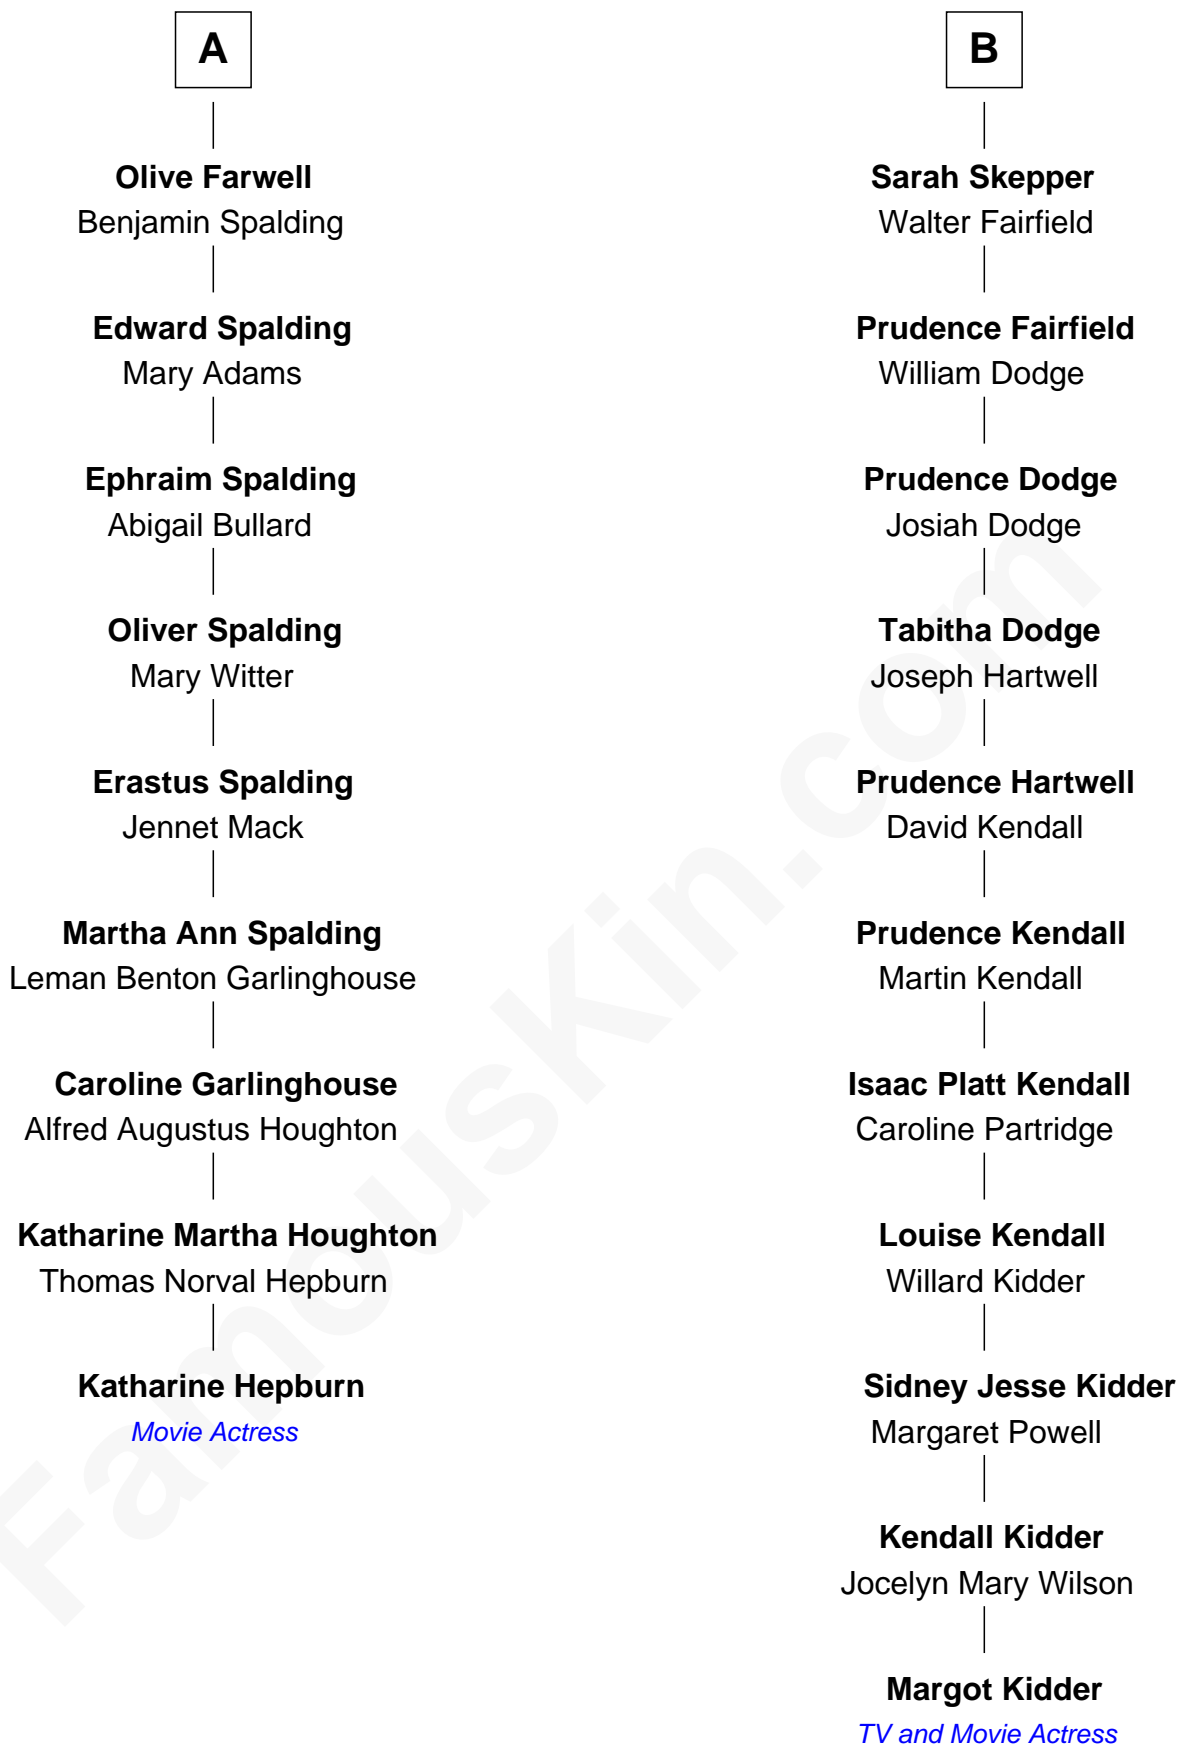 A
Olive Farwell
Benjamin Spalding
Edward Spalding
Mary Adams
Ephraim Spalding
Abigail Bullard
Oliver Spalding
Mary Witter
Erastus Spalding
Jennet Mack
Martha Ann Spalding
Leman Benton Garlinghouse
Caroline Garlinghouse
Alfred Augustus Houghton
Katharine Martha Houghton
Thomas Norval Hepburn
Katharine Hepburn
Movie Actress
B
Sarah Skepper
Walter Fairfield
Prudence Fairfield
William Dodge
Prudence Dodge
Josiah Dodge
Tabitha Dodge
Joseph Hartwell
Prudence Hartwell
David Kendall
Prudence Kendall
Martin Kendall
Isaac Platt Kendall
Caroline Partridge
Louise Kendall
Willard Kidder
Sidney Jesse Kidder
Margaret Powell
Kendall Kidder
Jocelyn Mary Wilson
Margot Kidder
TV and Movie Actress
FamousKin.com